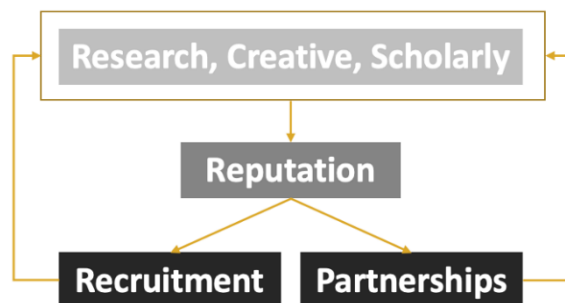 Research, Creative, Scholarly
Reputation
Recruitment
Partnerships